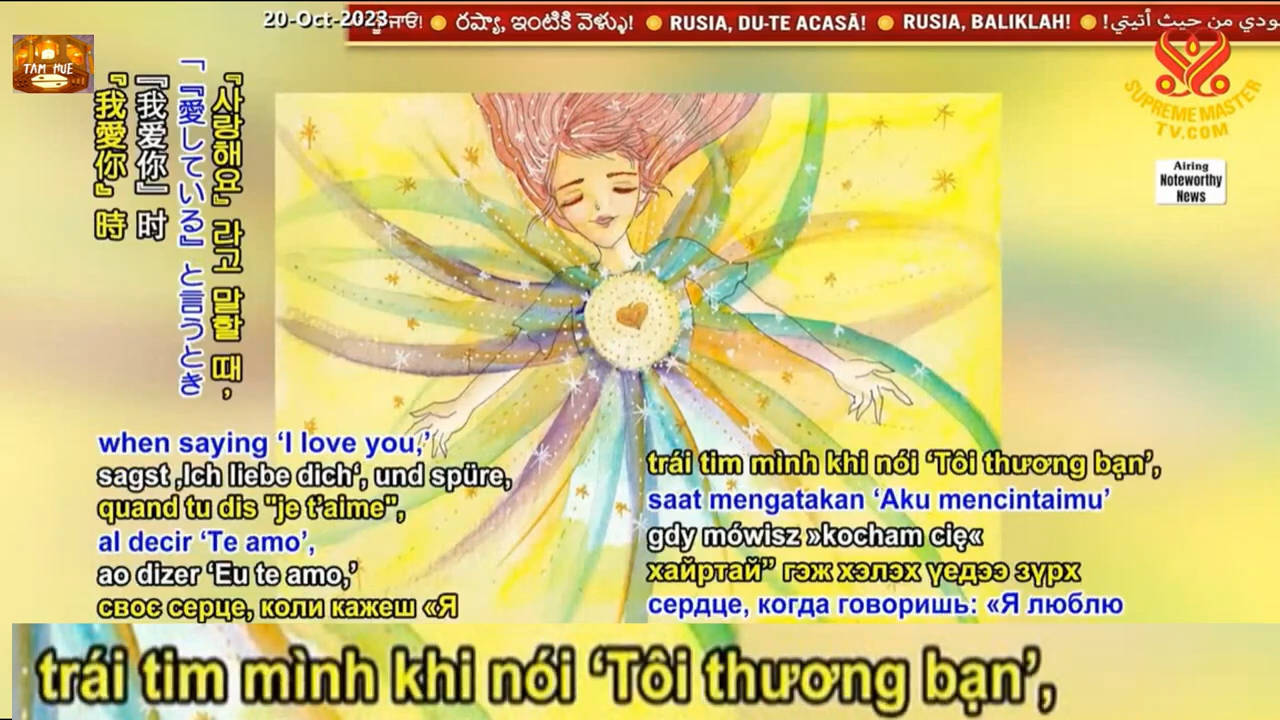 20-Oct-2023
రష్యా, ఇంటికి వెళ్ళు! RUSIA, DU-TE ACASĂ! RUSIA, BALIKLAH!
TAM HUE
SUPREME MASTER
TV.COM
Airing
Noteworthy
News
『사랑해요』 라고 말할 때,
「『愛している』と言うとき
『我爱你』时
『我愛你』時
when saying ‘I love you,’
sagst ‚Ich liebe dich‘, und spüre,
quand tu dis "je t’aime",
al decir ‘Te amo’,
ao dizer ‘Eu te amo,’
своє серце, коли кажеш «Я
trái tim mình khi nói ‘Tôi thương bạn’,
saat mengatakan ‘Aku mencintaimu’
gdy mówisz »kocham cię«
хайртай” гэж хэлэх үедээ зүрх
сердце, когда говоришь: «Я люблю
trái tim mình khi nói ‘Tôi thương bạn’,